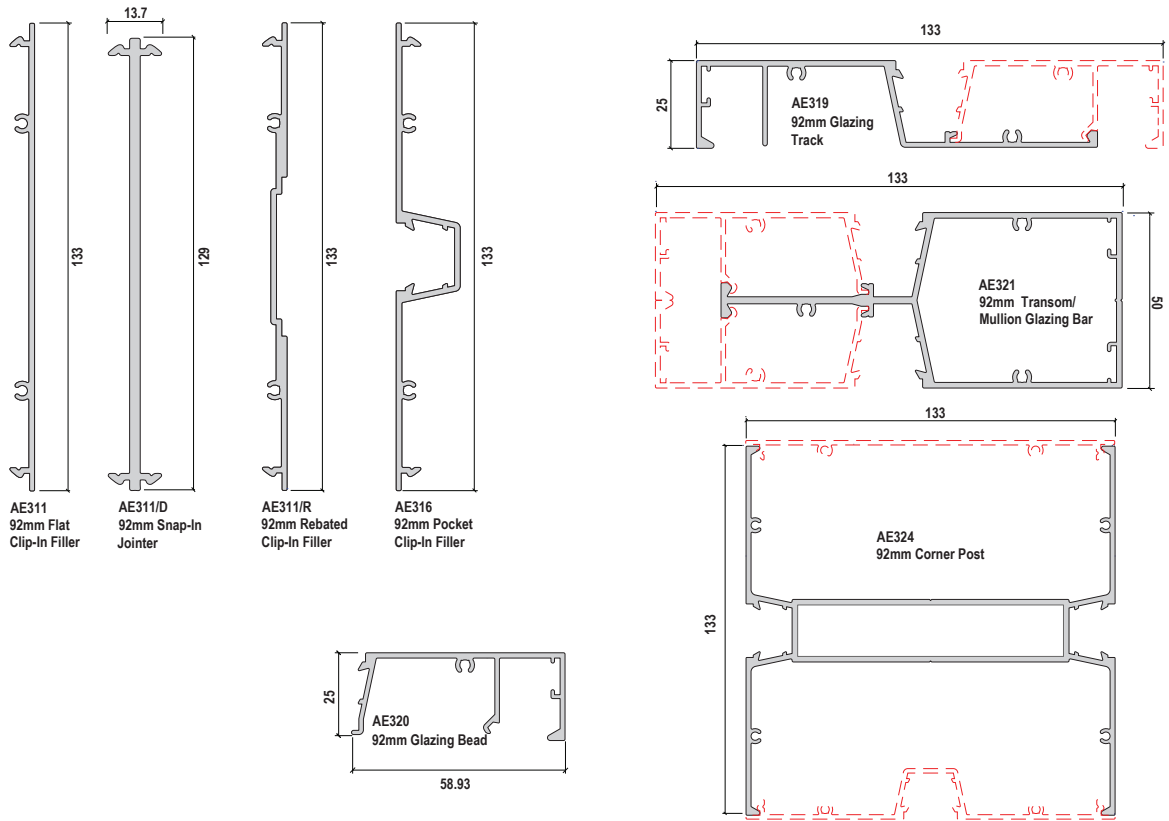 13.7
133
129
133
133
AE311
92mm Flat
Clip-In Filler
AE311/D
92mm Snap-In
Jointer
AE311/R
92mm Rebated
Clip-In Filler
AE316
92mm Pocket
Clip-In Filler
133
25
AE319
92mm Glazing
Track
133
AE321
92mm Transom/
Mullion Glazing Bar
50
133
133
AE324
92mm Corner Post
25
AE320
92mm Glazing Bead
58.93